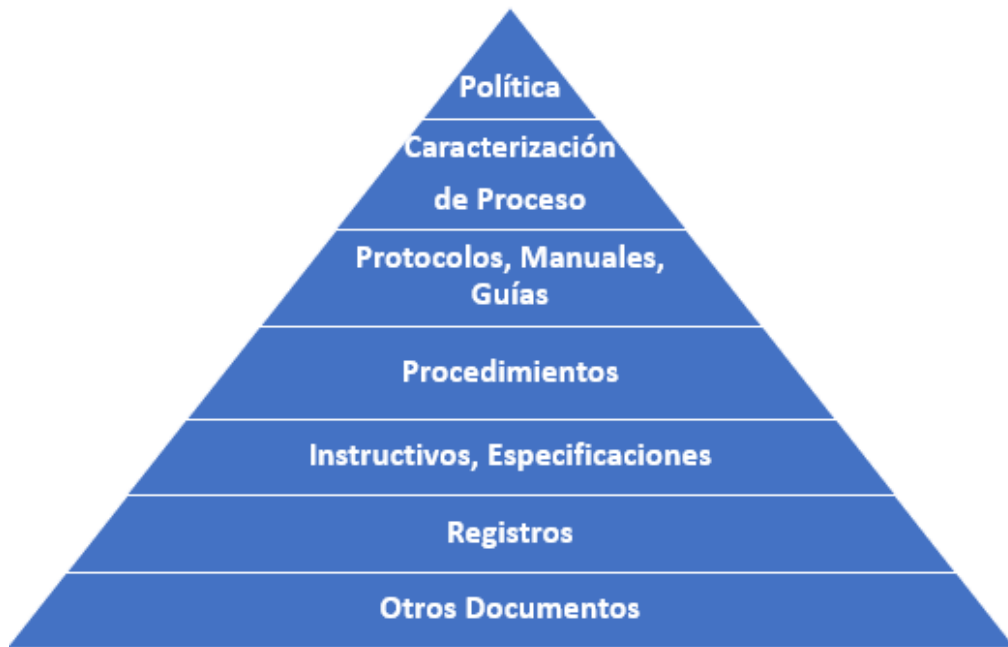 Política
Caracterización
de Proceso
Protocolos, Manuales,
Guías
Procedimientos
Instructivos, Especificaciones
Registros
Otros Documentos